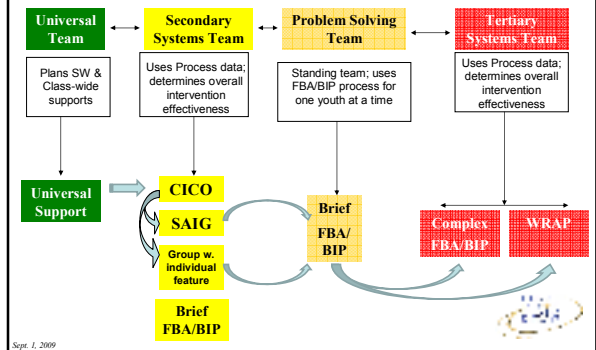 Universal
Team
Secondary
Systems Team
Problem Solving
Team
Tertiary
Systems Team
Plans SW &
Class-wide
supports
Uses Process data;
determines overall
intervention
effectiveness
Standing team; uses
FBA/BIP process for
one youth at a time
Uses Process data;
determines overall
intervention
effectiveness
Universal
Support
CICO
SAIG
Group w.
individual
feature
Brief
FBA/BIP
Brief
FBA/
BIP
Complex
FBA/BIP
WRAP
Sept. 1, 2009